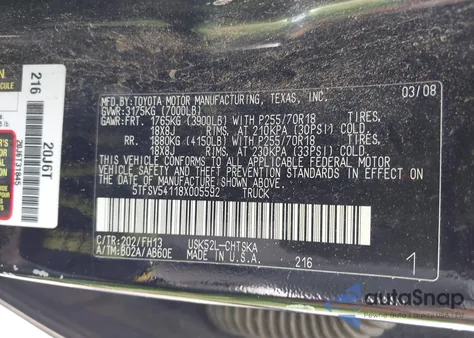 MFD. BY: TOYOTA MOTOR MANUFACTURING, TEXAS, INC. 03/08
GVWR: 3175KG (7000LB)
GAWR: FRT 1765KG (3900LB) WITH P255/70R18 TIRES,
18X8J RIMS, AT 210KPA (30PSI) COLD
RR. 1880KG (4150LB) WITH P255/70R18 TIRES,
18X8J RIMS, AT 230KPA (33PSI) COLD
THIS VEHICLE CONFORMS TO ALL APPLICABLE FEDERAL MOTOR
VEHICLE SAFETY STANDARDS IN EFFECT ON THE DATE OF
MANUFACTURE SHOWN ABOVE.
5TFSV54118X005592 TRUCK
C/TR: 202/FH13 USK52L-CHTSKA
A/TM: B02A/AB60E MADE IN U.S.A. 216
1
216
20J6T
20J6T31845
autoSnap